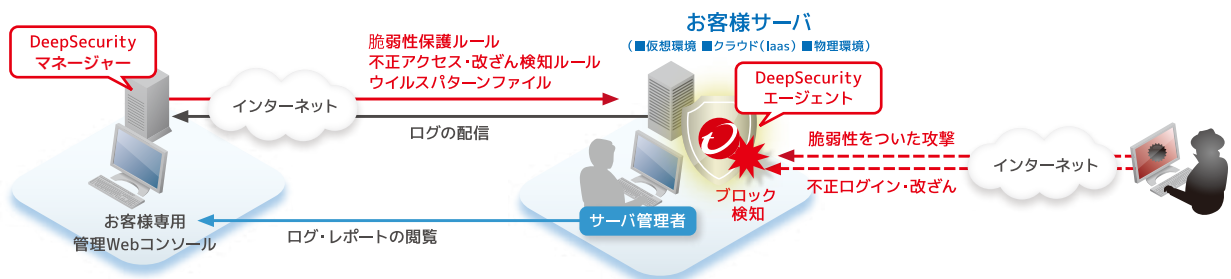 DeepSecurity
マネージャー
インターネット
脆弱性保護ルール
不正アクセス・改ざん検知ルール
ウイルスパターンファイル
ログの配信
お客様サーバ
(■仮想環境 ■クラウド(Iaas) ■物理環境)
DeepSecurity
エージェント
ブロック
検知
脆弱性をついた攻撃
不正ログイン・改ざん
インターネット
お客様専用
管理Webコンソール
ログ・レポートの閲覧
サーバ管理者